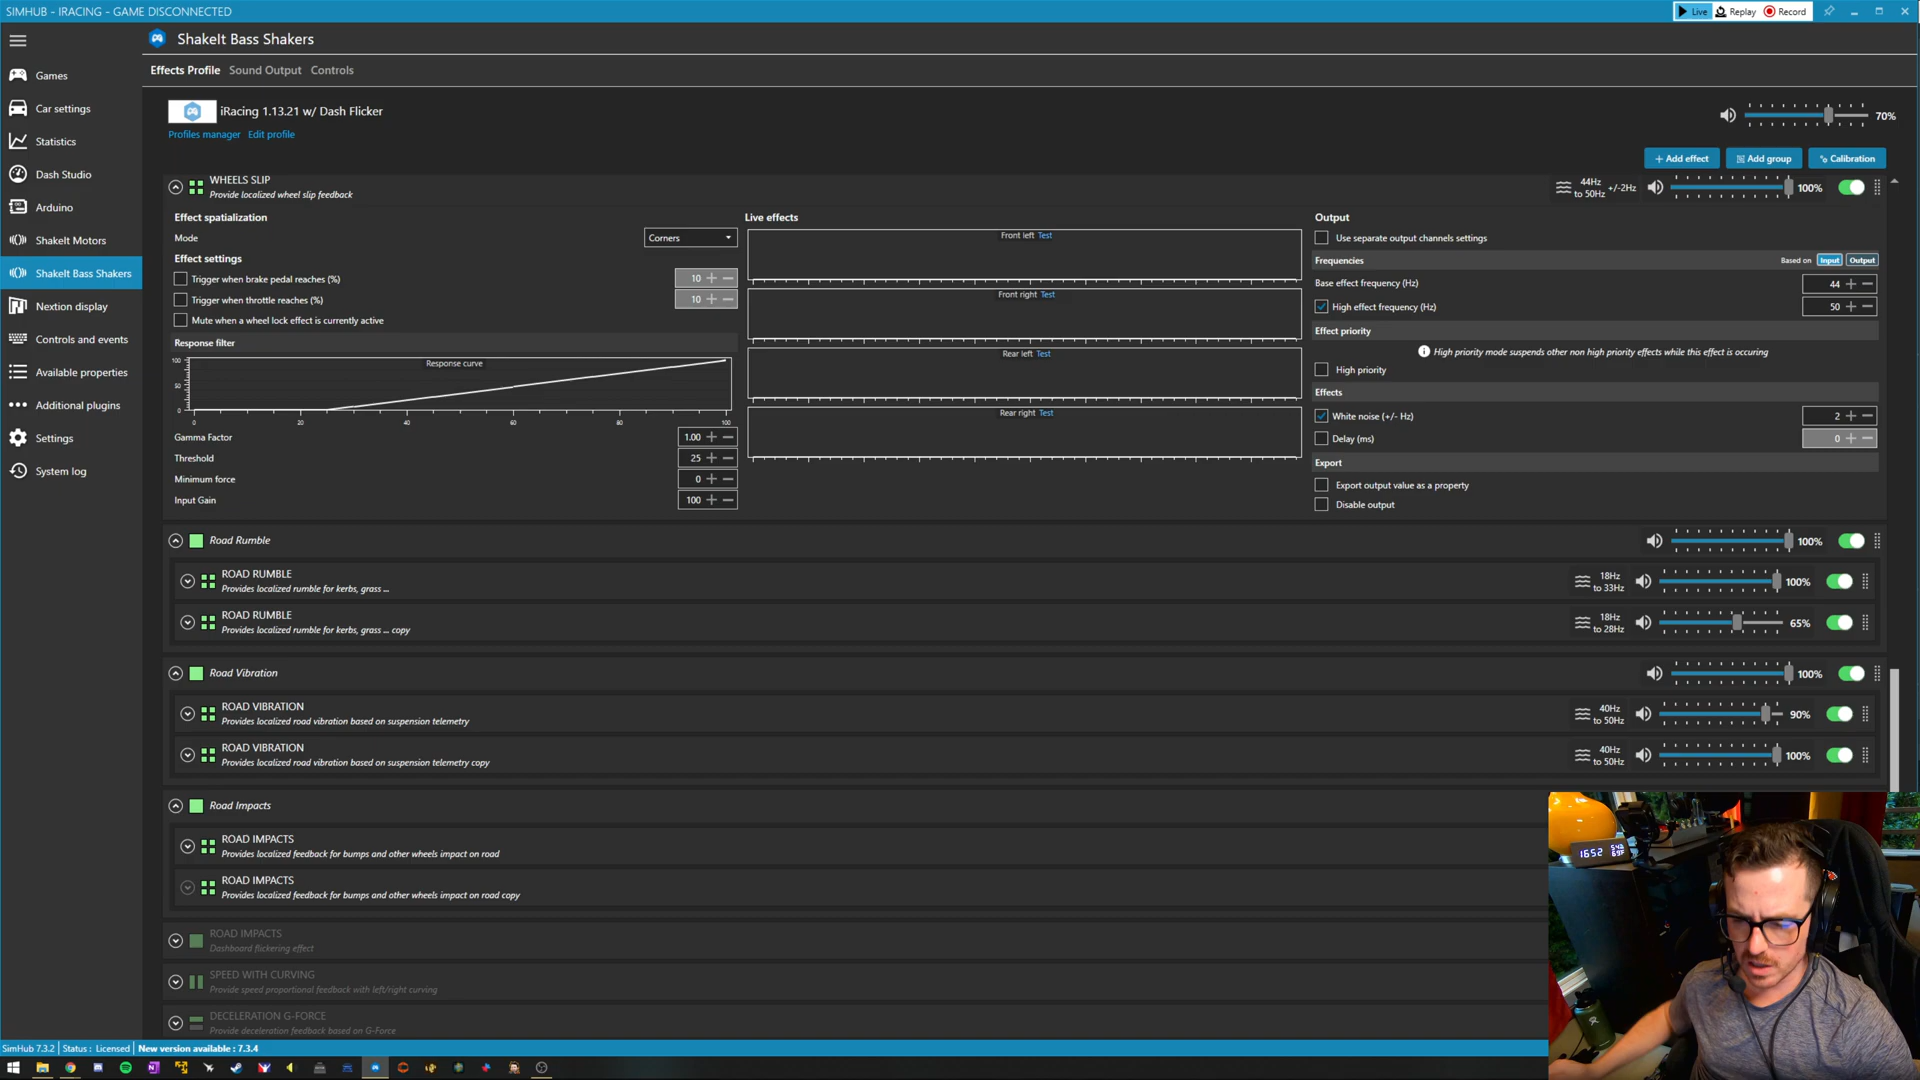 SIMHUB - IRACING - GAME DISCONNECTED
Live
Replay
Record
ShakeIt Bass Shakers
Games
Car settings
Statistics
Dash Studio
Arduino
ShakeIt Motors
ShakeIt Bass Shakers
Nextion display
Controls and events
Available properties
Additional plugins
Settings
System log
Effects Profile
Sound Output
Controls
iRacing 1.13.21 w/ Dash Flicker
Profiles manager
Edit profile
70%
+ Add effect
Add group
Calibration
WHEELS SLIP
Provide localized wheel slip feedback
44Hz
to 50Hz
+/-2Hz
100%
Effect spatialization
Mode
Corners
Effect settings
Trigger when brake pedal reaches (%)
10
Trigger when throttle reaches (%)
10
Mute when a wheel lock effect is currently active
Response filter
Response curve
100
50
0
0
20
40
60
80
100
Gamma Factor
1.00
Threshold
25
Minimum force
0
Input Gain
100
Live effects
Front left Test
Front right Test
Rear left Test
Rear right Test
Output
Use separate output channels settings
Frequencies
Based on
Input
Output
Base effect frequency (Hz)
44
High effect frequency (Hz)
50
Effect priority
High priority mode suspends other non high priority effects while this effect is occuring
High priority
Effects
White noise (+/- Hz)
2
Delay (ms)
0
Export
Export output value as a property
Disable output
Road Rumble
100%
ROAD RUMBLE
Provides localized rumble for kerbs, grass ...
18Hz
to 33Hz
100%
ROAD RUMBLE
Provides localized rumble for kerbs, grass ... copy
18Hz
to 28Hz
65%
Road Vibration
100%
ROAD VIBRATION
Provides localized road vibration based on suspension telemetry
40Hz
to 50Hz
90%
ROAD VIBRATION
Provides localized road vibration based on suspension telemetry copy
40Hz
to 50Hz
100%
Road Impacts
ROAD IMPACTS
Provides localized feedback for bumps and other wheels impact on road
ROAD IMPACTS
Provides localized feedback for bumps and other wheels impact on road copy
ROAD IMPACTS
Dashboard flickering effect
SPEED WITH CURVING
Provide speed proportional feedback with left/right curving
DECELERATION G-FORCE
Provide deceleration feedback based on G-Force
1652
SimHub 7.3.2
Status : Licensed
New version available : 7.3.4